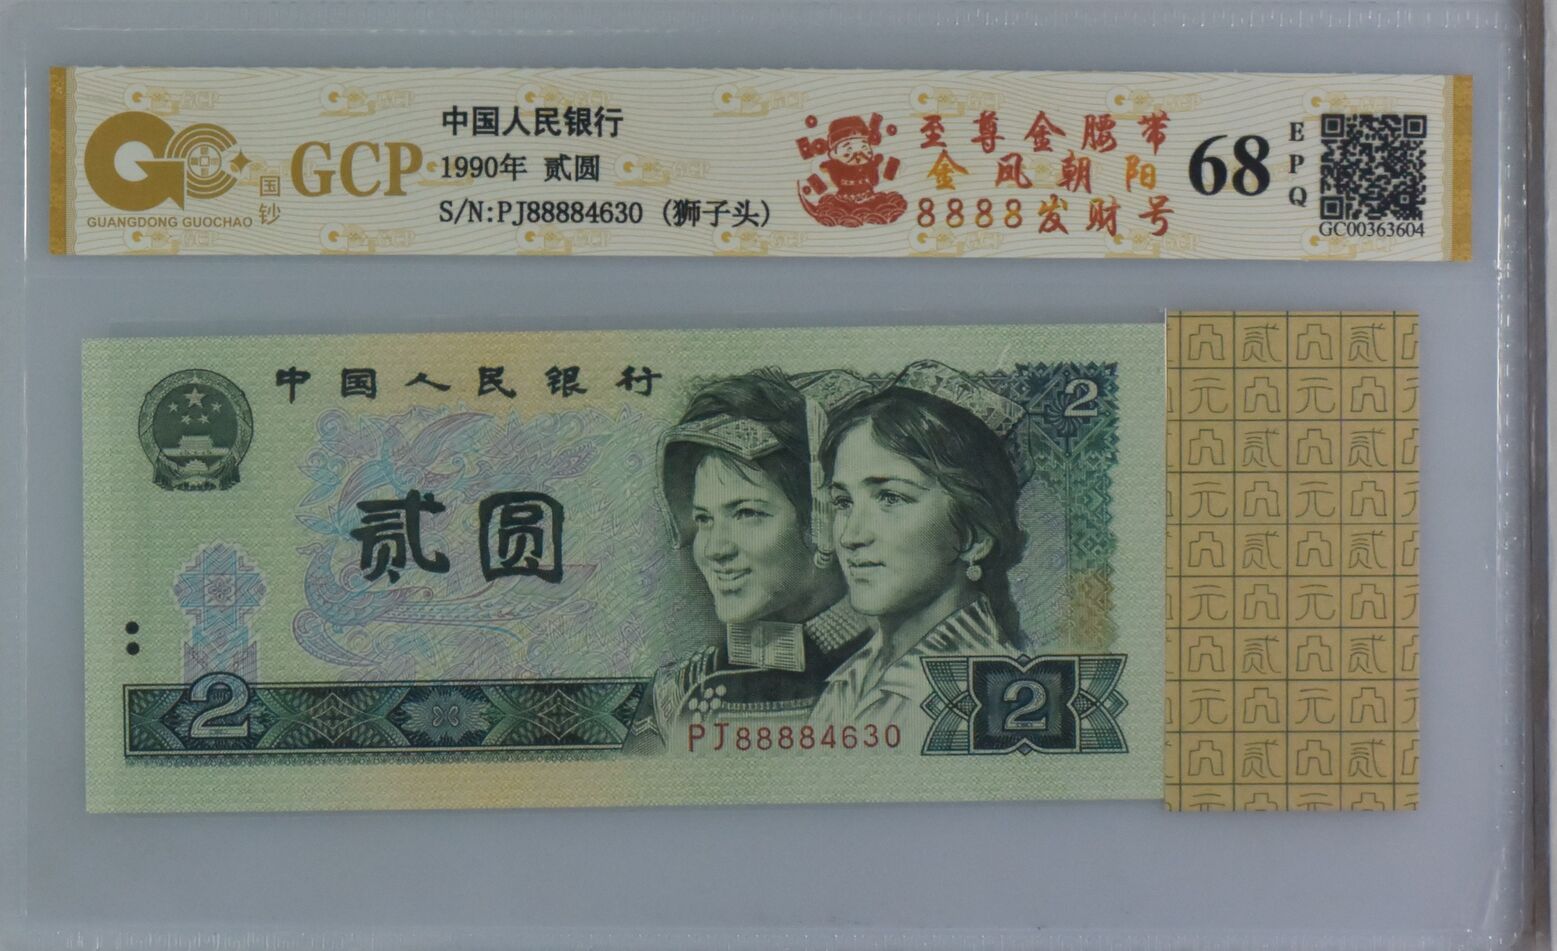 GCP
国钞
GUANGDONG GUOCHAO
中国人民银行
1990年 贰圆
S/N:PJ88884630 (狮子头)
至尊金腰带
金凤朝阳
8888发财号
68
EPQ
GC00363604
中国人民银行
贰圆
2
2
2
PJ88884630